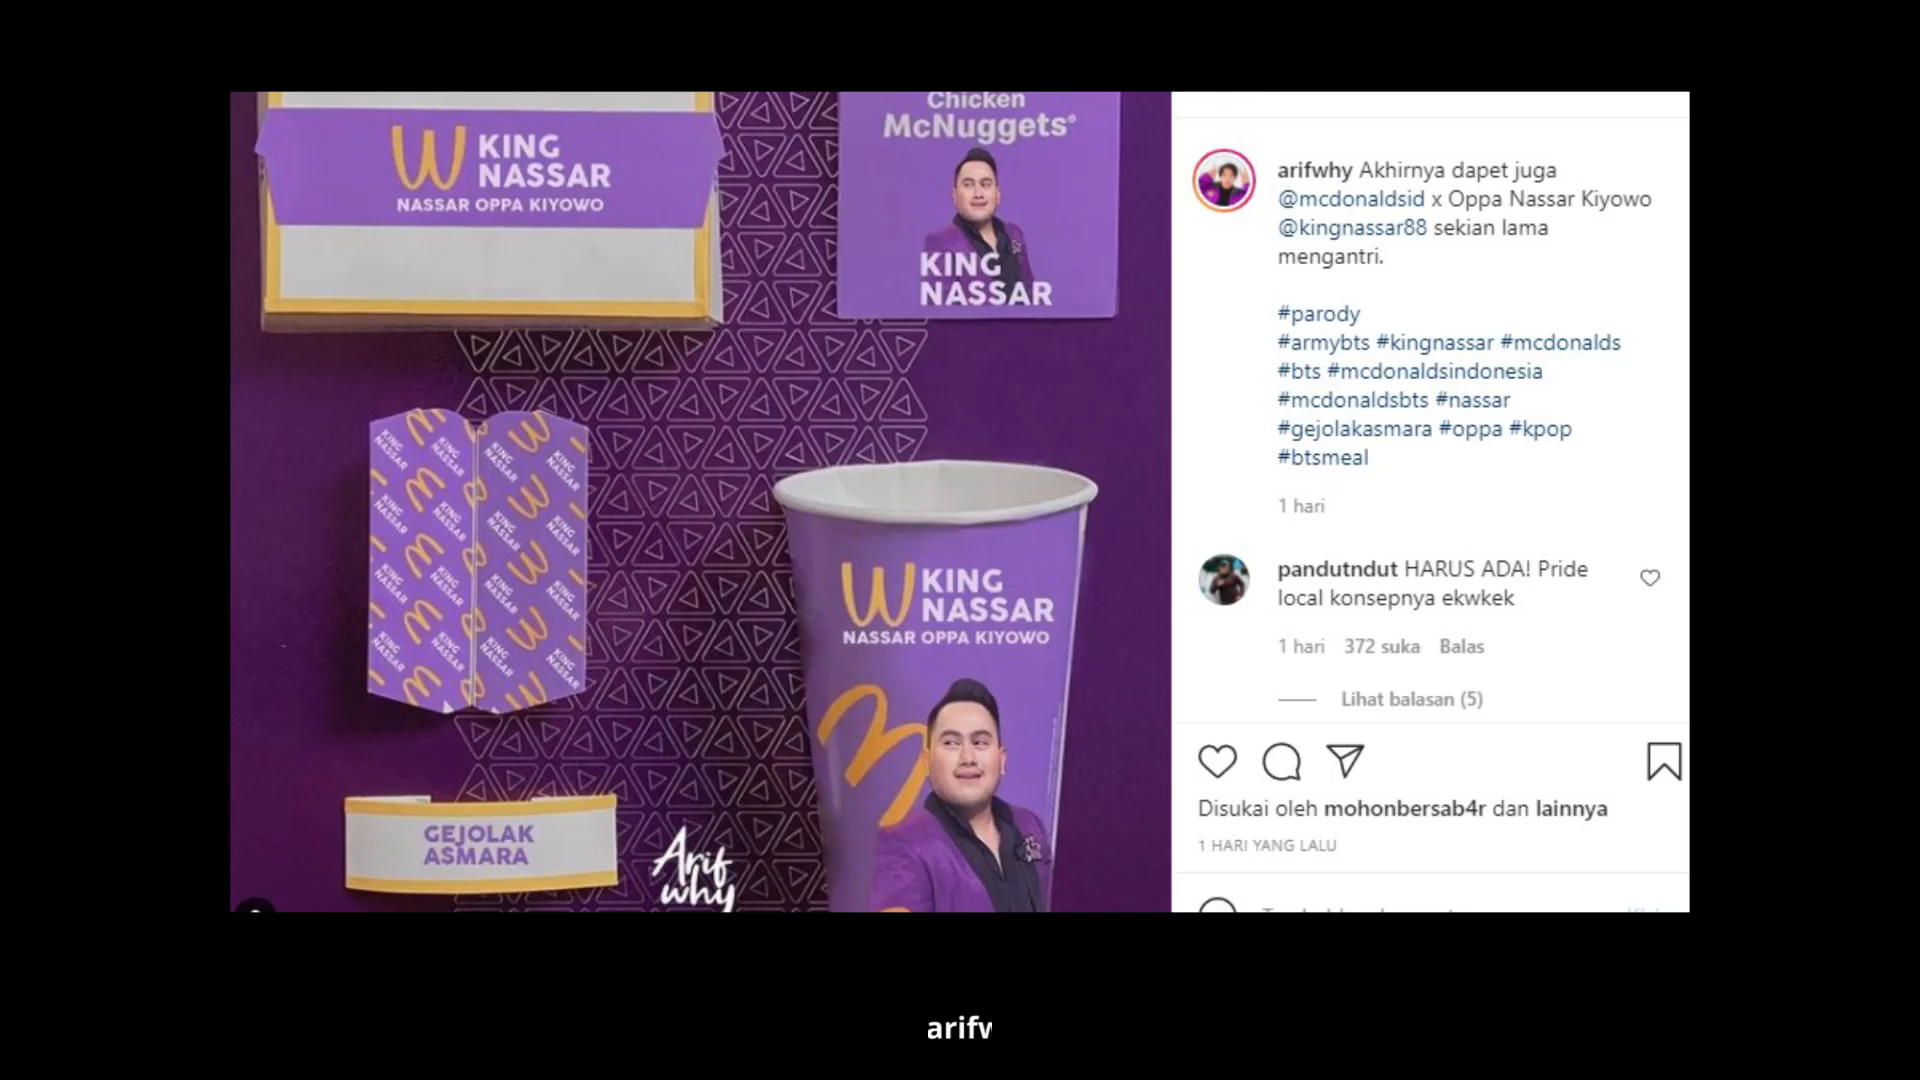 KING
NASSAR
NASSAR OPPA KIYOWO
Chicken
McNuggets®
KING
NASSAR
KING
NASSAR
GEJOLAK
ASMARA
Arif
why
KING
NASSAR
NASSAR OPPA KIYOWO
arifwhy Akhirnya dapet juga
@mcdonaldsid x Oppa Nassar Kiyowo
@kingnassar88 sekian lama
mengantri.
#parody
#armybts #kingnassar #mcdonalds
#bts #mcdonaldsindonesia
#mcdonaldsbts #nassar
#gejolakasmara #oppa #kpop
#btsmeal
1 hari
pandutndut HARUS ADA! Pride
local konsepnya ekwkek
1 hari 372 suka Balas
Lihat balasan (5)
Disukai oleh mohonbersab4r dan lainnya
1 HARI YANG LALU
arifw